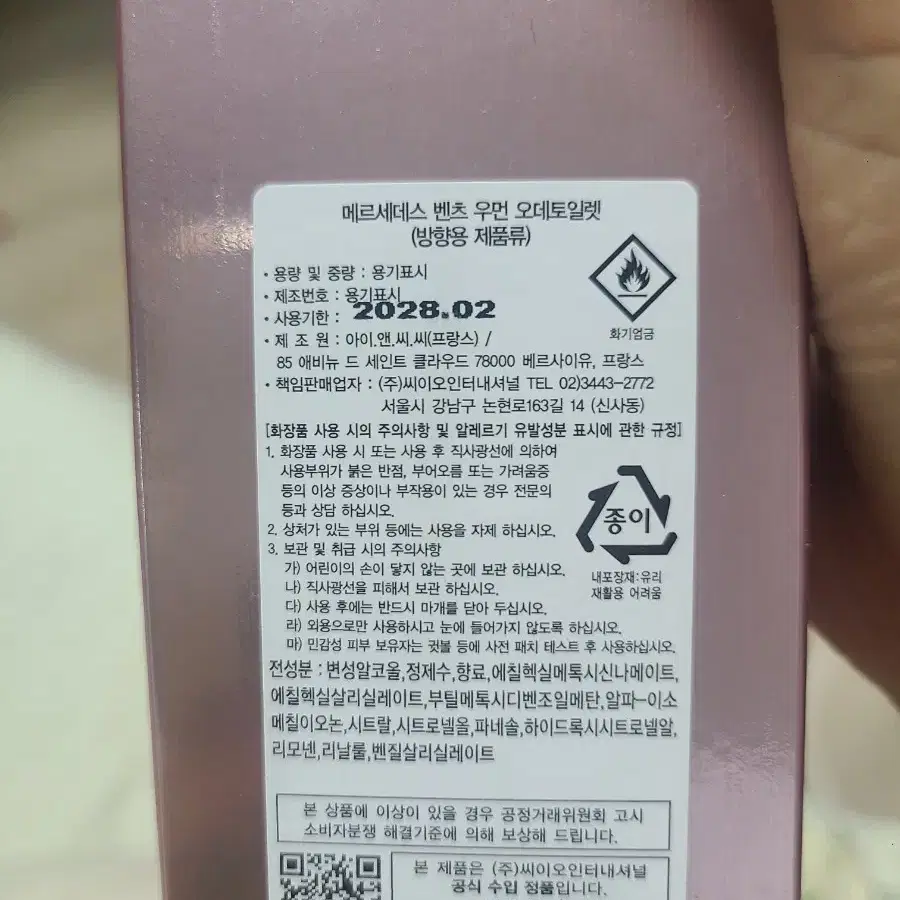 메르세데스 벤츠 우먼 오데토일렛
(방향용 제품류)
• 용량 및 중량 : 용기표시
• 제조번호 : 용기표시
• 사용기한 : 2028.02
• 제 조 원 : 아이.앤.씨.씨(프랑스) /
85 애비뉴 드 세인트 클라우드 78000 베르사이유, 프랑스
• 책임판매업자 : (주)씨이오인터내셔널 TEL 02)3443-2772
서울시 강남구 논현로163길 14 (신사동)
화기엄금
[화장품 사용 시의 주의사항 및 알레르기 유발성분 표시에 관한 규정]
1. 화장품 사용 시 또는 사용 후 직사광선에 의하여
사용부위가 붉은 반점, 부어오름 또는 가려움증
등의 이상 증상이나 부작용이 있는 경우 전문의
등과 상담 하십시오.
2. 상처가 있는 부위 등에는 사용을 자제 하십시오.
3. 보관 및 취급 시의 주의사항
가) 어린이의 손이 닿지 않는 곳에 보관 하십시오.
나) 직사광선을 피해서 보관 하십시오.
다) 사용 후에는 반드시 마개를 닫아 두십시오.
라) 외용으로만 사용하시고 눈에 들어가지 않도록 하십시오.
마) 민감성 피부 보유자는 귓볼 등에 사전 패치 테스트 후 사용하십시오.
종이
내포장재:유리
재활용 어려움
전성분 : 변성알코올,정제수,향료,에칠헥실메톡시신나메이트,
에칠헥실살리실레이트,부틸메톡시디벤조일메탄,알파-이소
메칠이오논,시트랄,시트로넬올,파네솔,하이드록시시트로넬알,
리모넨,리날룰,벤질살리실레이트
본 상품에 이상이 있을 경우 공정거래위원회 고시
소비자분쟁 해결기준에 의해 보상해 드립니다.
본 제품은 (주)씨이오인터내셔널
공식 수입 정품입니다.